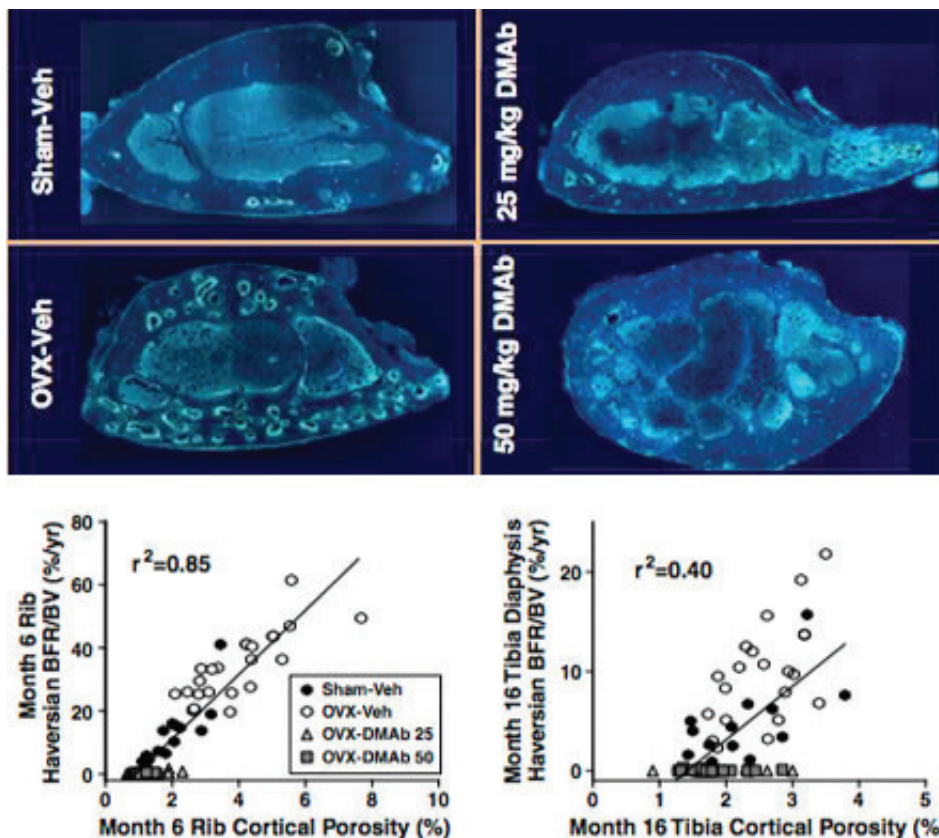 Sham-Veh
25 mg/kg DMAb
OVX-Veh
50 mg/kg DMAb
80
60
40
20
0
Month 6 Rib
Haversian BFR/BV (%/yr)
r²=0.85
Sham-Veh
OVX-Veh
OVX-DMAb 25
OVX-DMAb 50
0 2 4 6 8 10
Month 6 Rib Cortical Porosity (%)
20
10
0
Month 16 Tibia Diaphysis
Haversian BFR/BV (%/yr)
r²=0.40
0 1 2 3 4 5
Month 16 Tibia Cortical Porosity (%